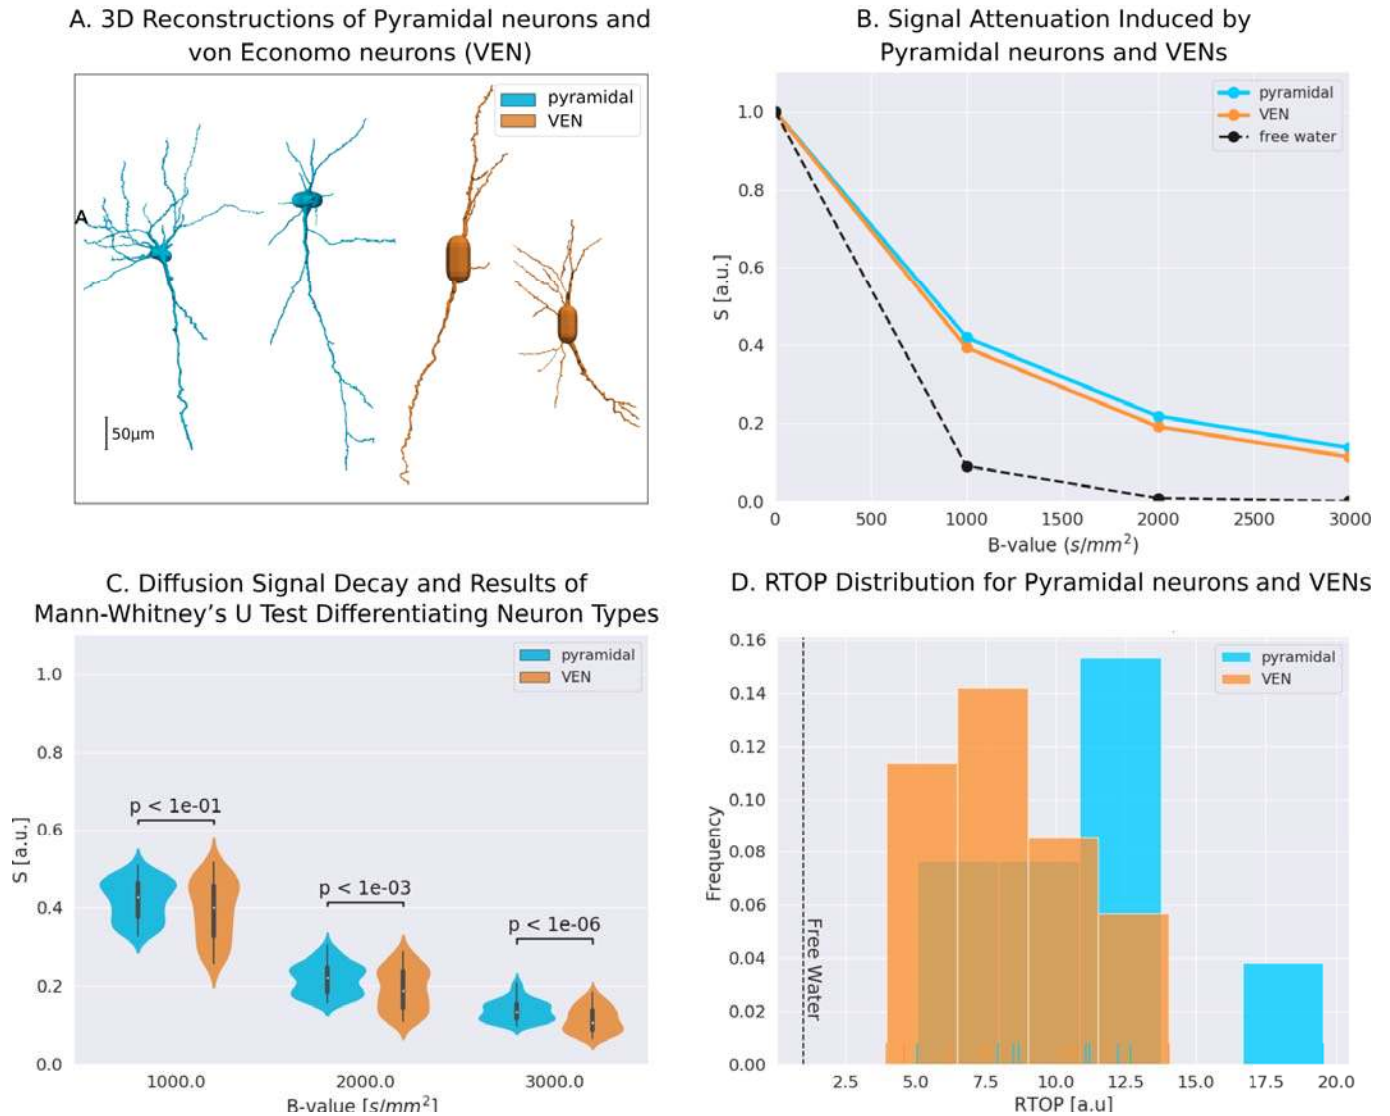 A. 3D Reconstructions of Pyramidal neurons and
von Economo neurons (VEN)
pyramidal
VEN
A
50μm
B. Signal Attenuation Induced by
Pyramidal neurons and VENs
pyramidal
VEN
free water
1.0
0.8
0.6
0.4
0.2
0.0
S [a.u.]
0 500 1000 1500 2000 2500 3000
B-value (s/mm²)
C. Diffusion Signal Decay and Results of
Mann-Whitney's U Test Differentiating Neuron Types
pyramidal
VEN
1.0
0.8
0.6
0.4
0.2
0.0
S [a.u.]
p < 1e-01
p < 1e-03
p < 1e-06
1000.0 2000.0 3000.0
B-value [s/mm²]
D. RTOP Distribution for Pyramidal neurons and VENs
pyramidal
VEN
0.16
0.14
0.12
0.10
0.08
0.06
0.04
0.02
0.00
Frequency
Free Water
2.5 5.0 7.5 10.0 12.5 15.0 17.5 20.0
RTOP [a.u]